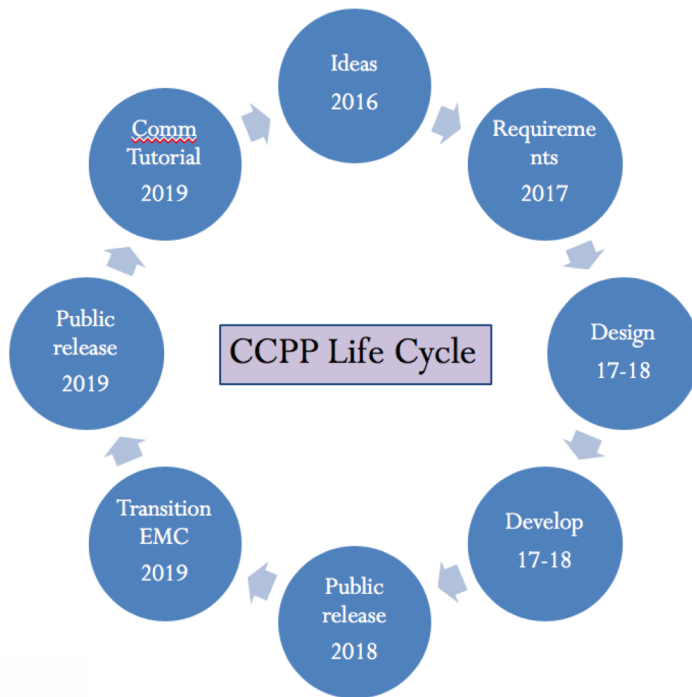 Ideas
2016
Requireme
nts
2017
Design
17-18
Develop
17-18
Public
release
2018
Transition
EMC
2019
Public
release
2019
Comm
Tutorial
2019
CCPP Life Cycle